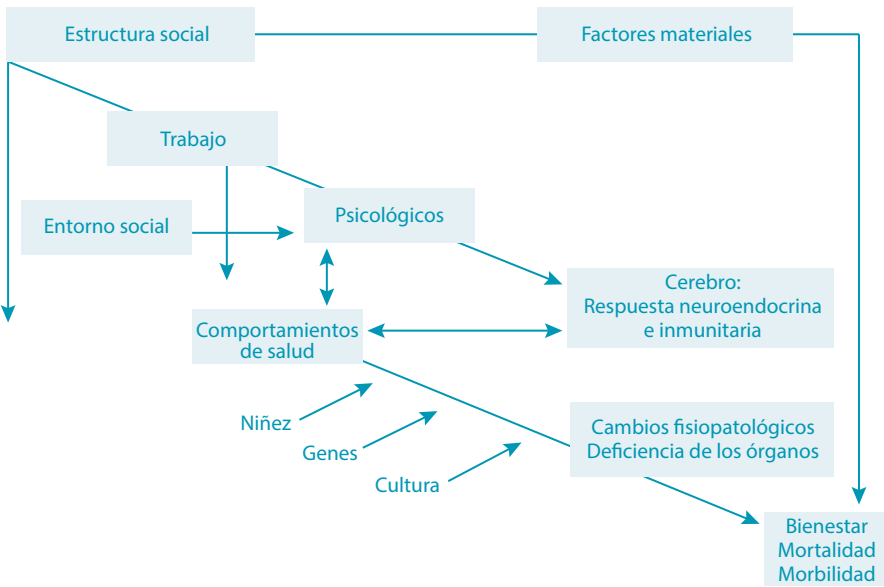 Estructura social
Factores materiales
Trabajo
Entorno social
Psicológicos
Cerebro:
Respuesta neuroendocrina
e inmunitaria
Comportamientos
de salud
Niñez
Genes
Cultura
Cambios fisiopatológicos
Deficiencia de los órganos
Bienestar
Mortalidad
Morbilidad